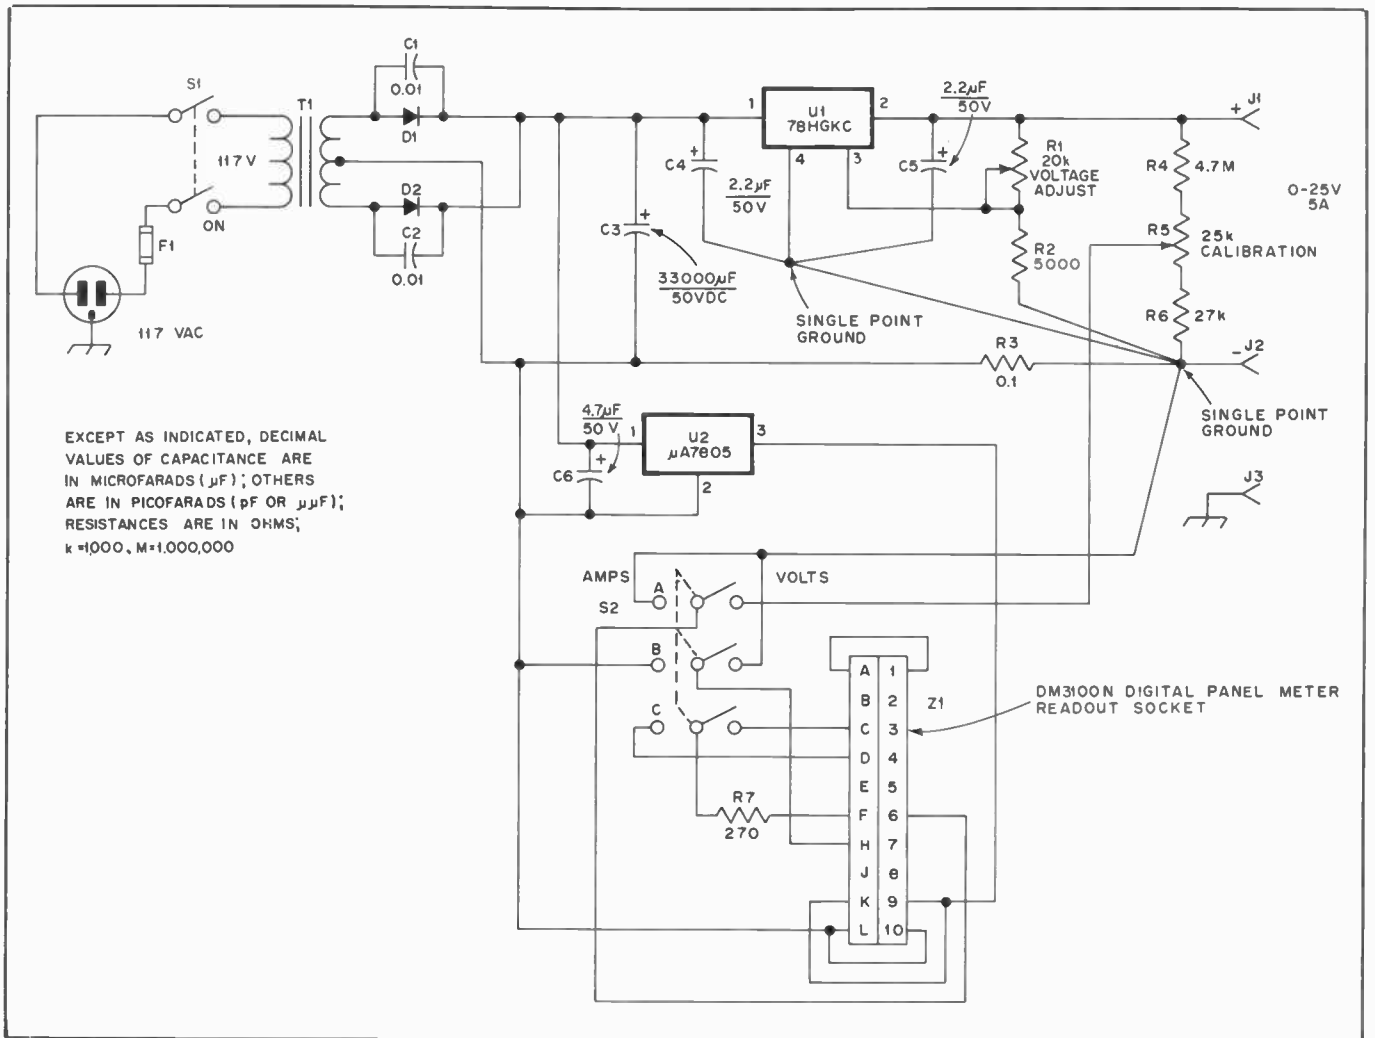 C1
0.01
S1
T1
D1
117V
D2
C2
0.01
ON
F1
117 VAC
1
U1
78HGKC
2
4
3
2.2µF
50V
+
C4
2.2µF
50V
+
C5
R1
20k
VOLTAGE
ADJUST
+
J1
R4
4.7M
0-25V
5A
+
C3
33000µF
50VDC
R2
5000
R5
25k
CALIBRATION
SINGLE POINT
GROUND
R6
27k
R3
0.1
-
J2
SINGLE POINT
GROUND
EXCEPT AS INDICATED, DECIMAL
VALUES OF CAPACITANCE ARE
IN MICROFARADS (µF); OTHERS
ARE IN PICOFARADS (pF OR µµF);
RESISTANCES ARE IN OHMS;
k=1000, M=1,000,000
4.7µF
50V
+
C6
1
U2
µA7805
3
2
J3
AMPS
A
VOLTS
S2
B
C
A 1
B 2
C 3
D 4
E 5
F 6
H 7
J 8
K 9
L 10
Z1
DM3100N DIGITAL PANEL METER
READOUT SOCKET
R7
270